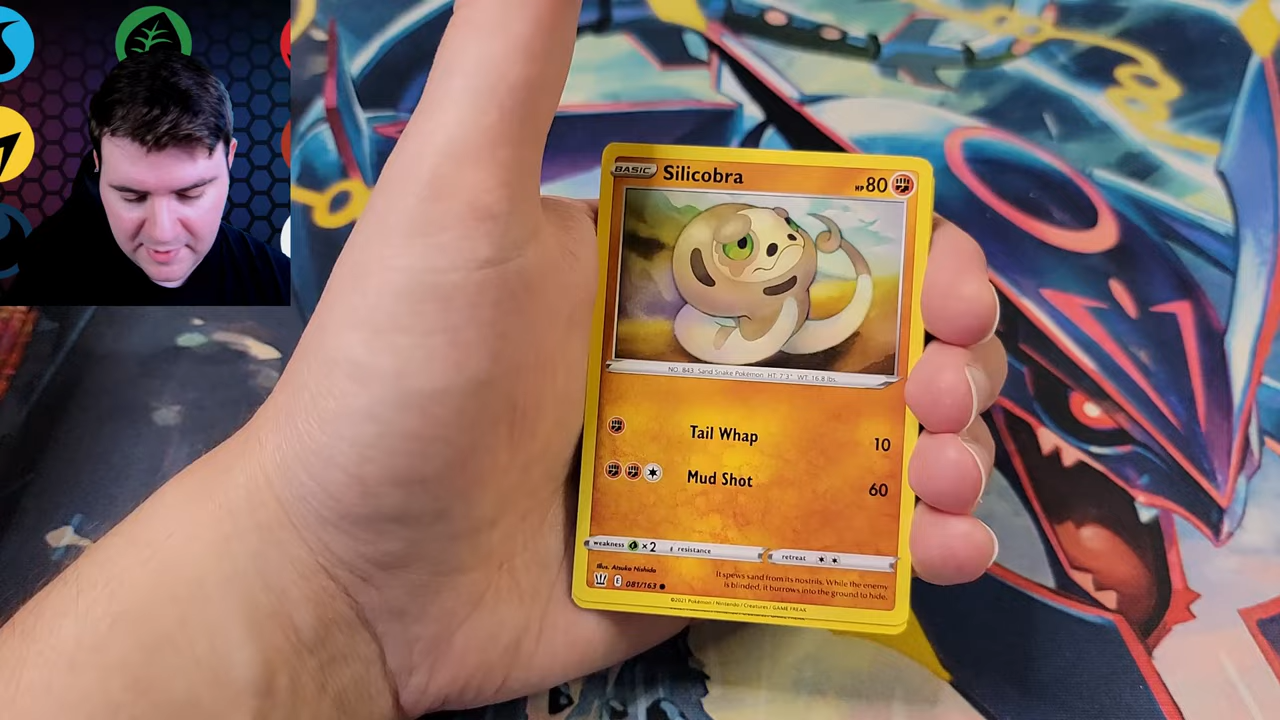 BASIC Silicobra HP 80
NO. 843 Sand Snake Pokémon HT: 7'3" WT: 16.8 lbs.
Tail Whap 10
Mud Shot 60
weakness ×2 resistance retreat
Illus. Atsuko Nishida
It spews sand from its nostrils. While the enemy
is blinded, it burrows into the ground to hide.
E 081/163
©2021 Pokémon / Nintendo / Creatures / GAME FREAK